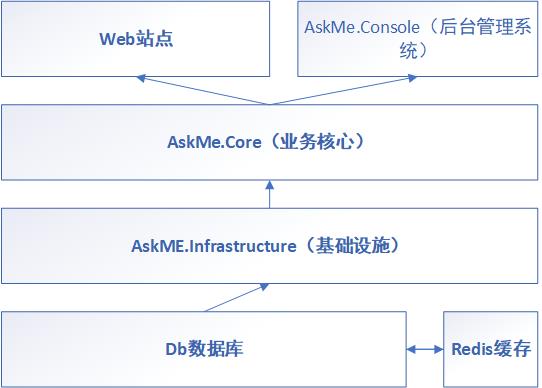 Web站点
AskMe.Console（后台管理系
统）
AskMe.Core（业务核心）
AskME.Infrastructure（基础设施）
Db数据库
Redis缓存